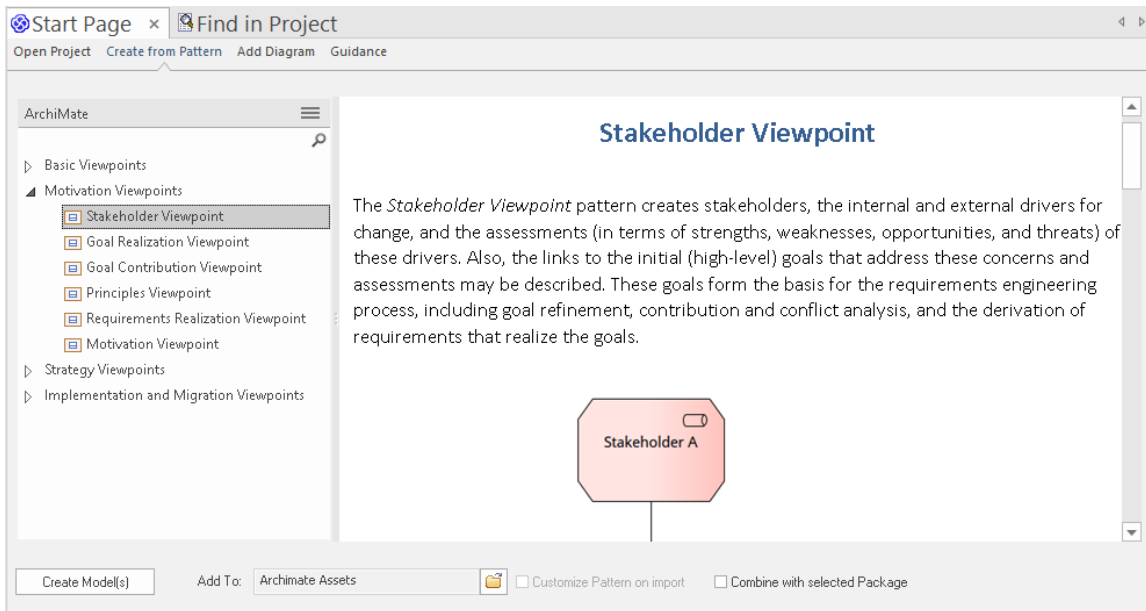 Start Page × Find in Project
Open Project Create from Pattern Add Diagram Guidance
ArchiMate
Basic Viewpoints
Motivation Viewpoints
Stakeholder Viewpoint
Goal Realization Viewpoint
Goal Contribution Viewpoint
Principles Viewpoint
Requirements Realization Viewpoint
Motivation Viewpoint
Strategy Viewpoints
Implementation and Migration Viewpoints
Stakeholder Viewpoint
The Stakeholder Viewpoint pattern creates stakeholders, the internal and external drivers for
change, and the assessments (in terms of strengths, weaknesses, opportunities, and threats) of
these drivers. Also, the links to the initial (high-level) goals that address these concerns and
assessments may be described. These goals form the basis for the requirements engineering
process, including goal refinement, contribution and conflict analysis, and the derivation of
requirements that realize the goals.
Stakeholder A
Create Model(s) Add To: Archimate Assets Customize Pattern on import Combine with selected Package